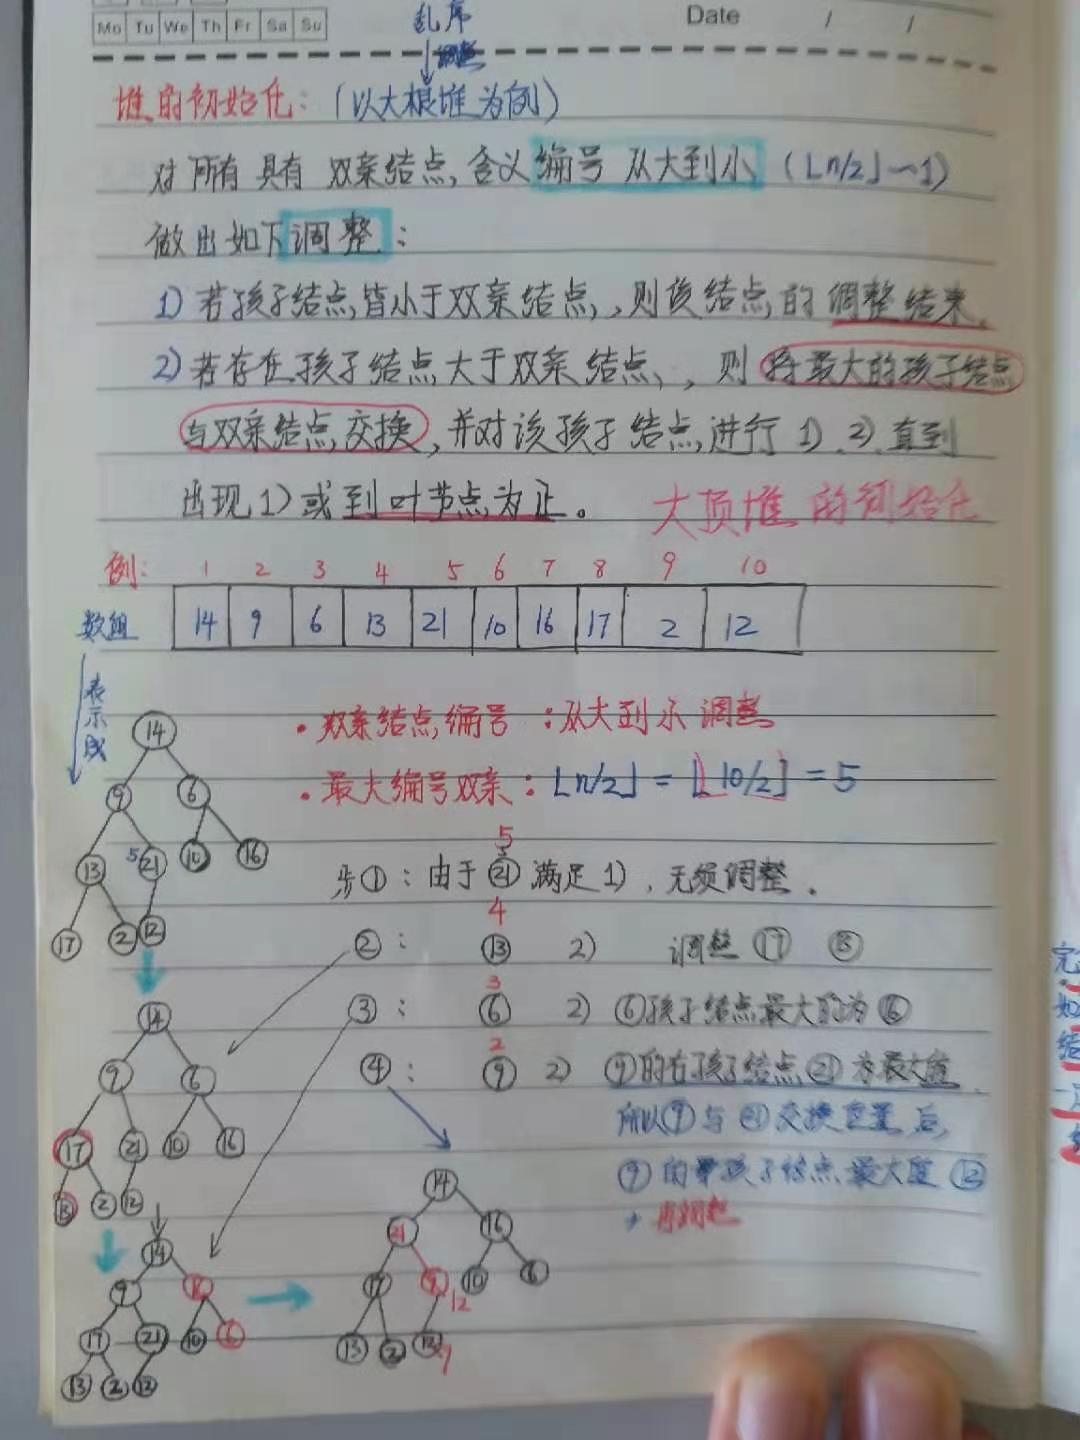 Mo Tu We Th Fr Sa Su
乱序
调整
Date / /
堆的初始化：（以大根堆为例）
对所有具有双亲结点,含义编号从大到小（⌊n/2⌋～1）
做出如下调整：
1）若孩子结点皆小于双亲结点，则该结点的调整结束。
2）若存在孩子结点大于双亲结点，则将最大的孩子结点
与双亲结点交换，并对该孩子结点进行1）、2）直到
出现1）或到叶节点为止。
大顶堆的初始化
例： 1 2 3 4 5 6 7 8 9 10
数组 14 9 6 13 21 10 16 17 2 12
表示成
• 双亲结点编号：从大到小调整
• 最大编号双亲：⌊n/2⌋ = ⌊10/2⌋ = 5
14
9 6
13 5 21 10 16
17 2 12
5
步①：由于㉑满足1），无须调整．
4
②： ⑬ 2） 调整⑰ ⑬
3
③： ⑥ 2） ⑥孩子结点最大的为⑯
2
④： ⑨ 2） ⑨的右孩子结点㉑为最大值
所以⑨与㉑交换位置后,
⑨的孩子结点最大值⑫
再调整
14
9 6
17 21 10 16
13 2 12
14
9 16
17 21 10 6
13 2 12
14
21 16
17 9 10 6
12
13 2 12
9
完
如
结